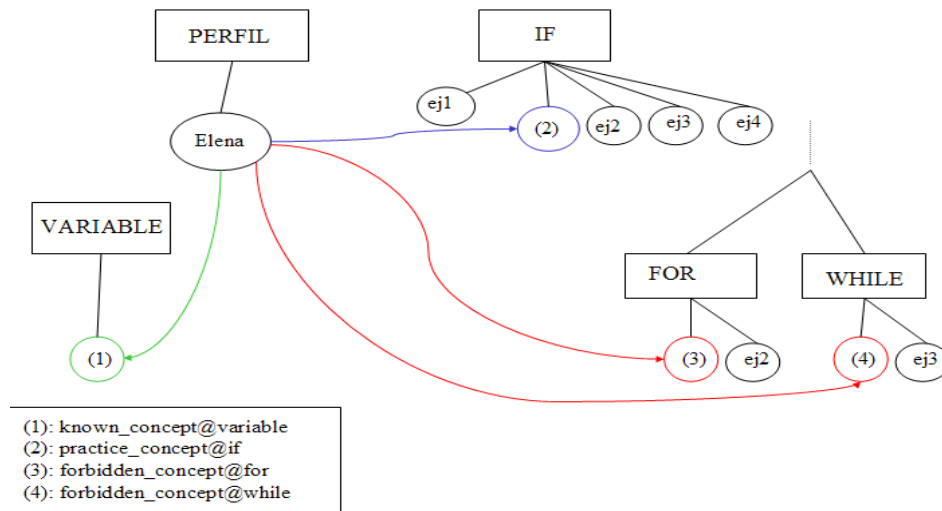 PERFIL
IF
ej1
(2)
ej2
ej3
ej4
Elena
VARIABLE
FOR
WHILE
(1)
(3)
ej2
(4)
ej3
(1): known_concept@variable
(2): practice_concept@if
(3): forbidden_concept@for
(4): forbidden_concept@while